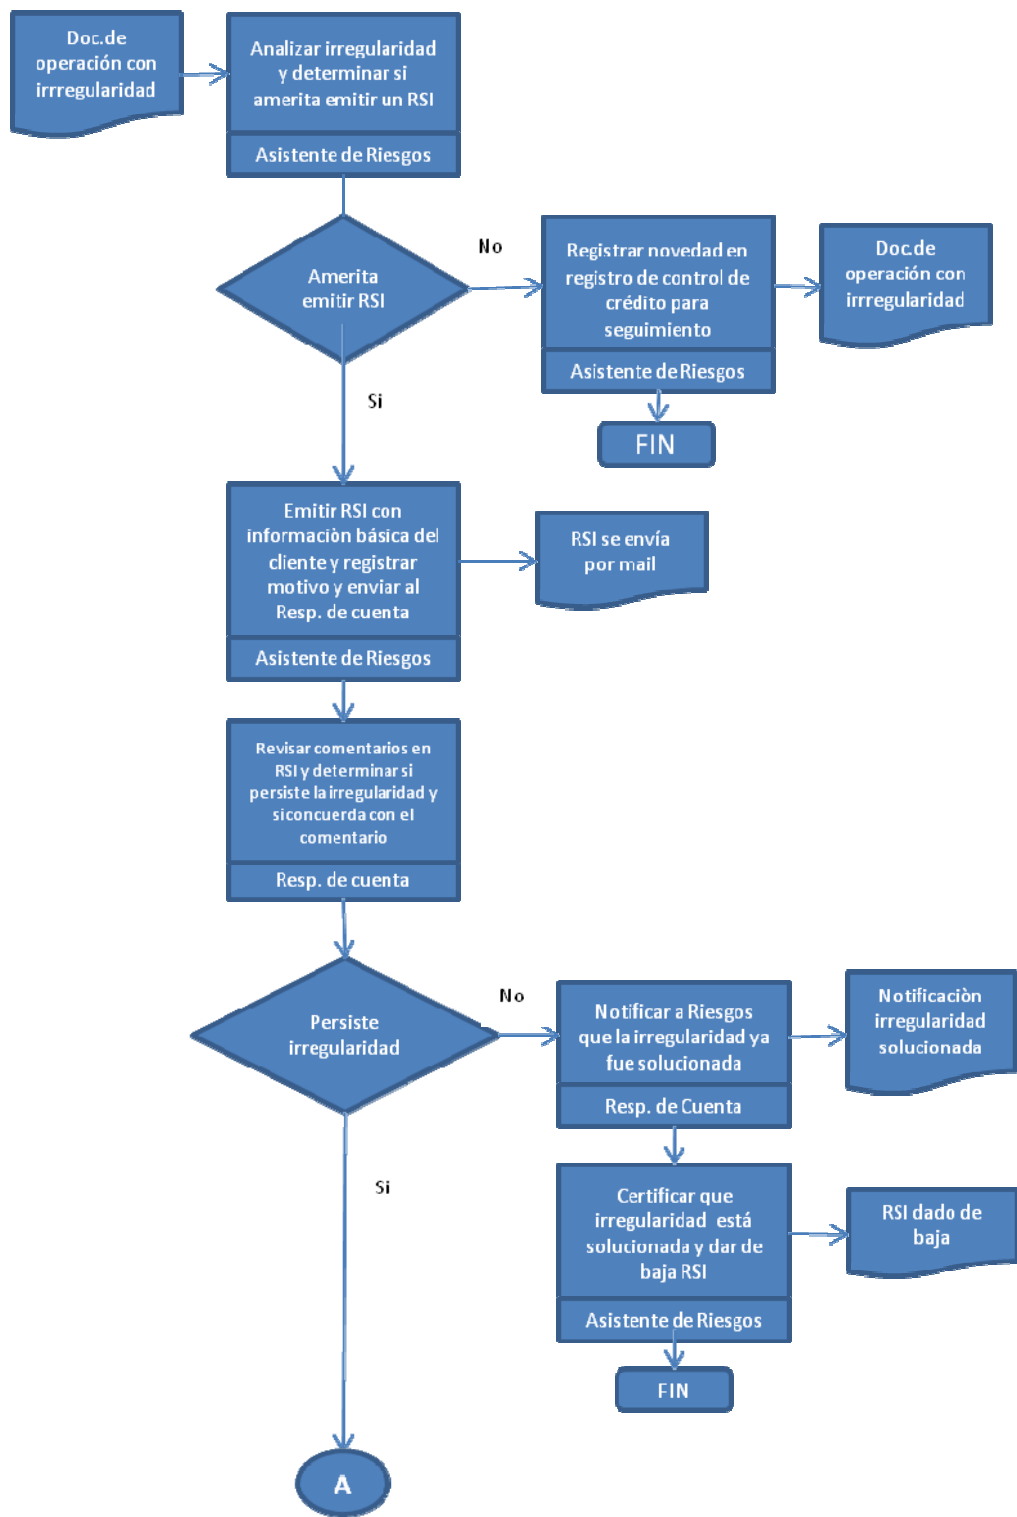 Doc.de
operación con
irrregularidad
Analizar irregularidad
y determinar si
amerita emitir un RSI
Asistente de Riesgos
Amerita
emitir RSI
No
Registrar novedad en
registro de control de
crédito para
seguimiento
Asistente de Riesgos
Doc.de
operación con
irrregularidad
FIN
Si
Emitir RSI con
informaciòn básica del
cliente y registrar
motivo y enviar al
Resp. de cuenta
Asistente de Riesgos
RSI se envía
por mail
Revisar comentarios en
RSI y determinar si
persiste la irregularidad y
siconcuerda con el
comentario
Resp. de cuenta
Persiste
irregularidad
No
Notificar a Riesgos
que la irregularidad ya
fue solucionada
Resp. de Cuenta
Notificaciòn
irregularidad
solucionada
Si
Certificar que
irregularidad está
solucionada y dar de
baja RSI
Asistente de Riesgos
RSI dado de
baja
FIN
A